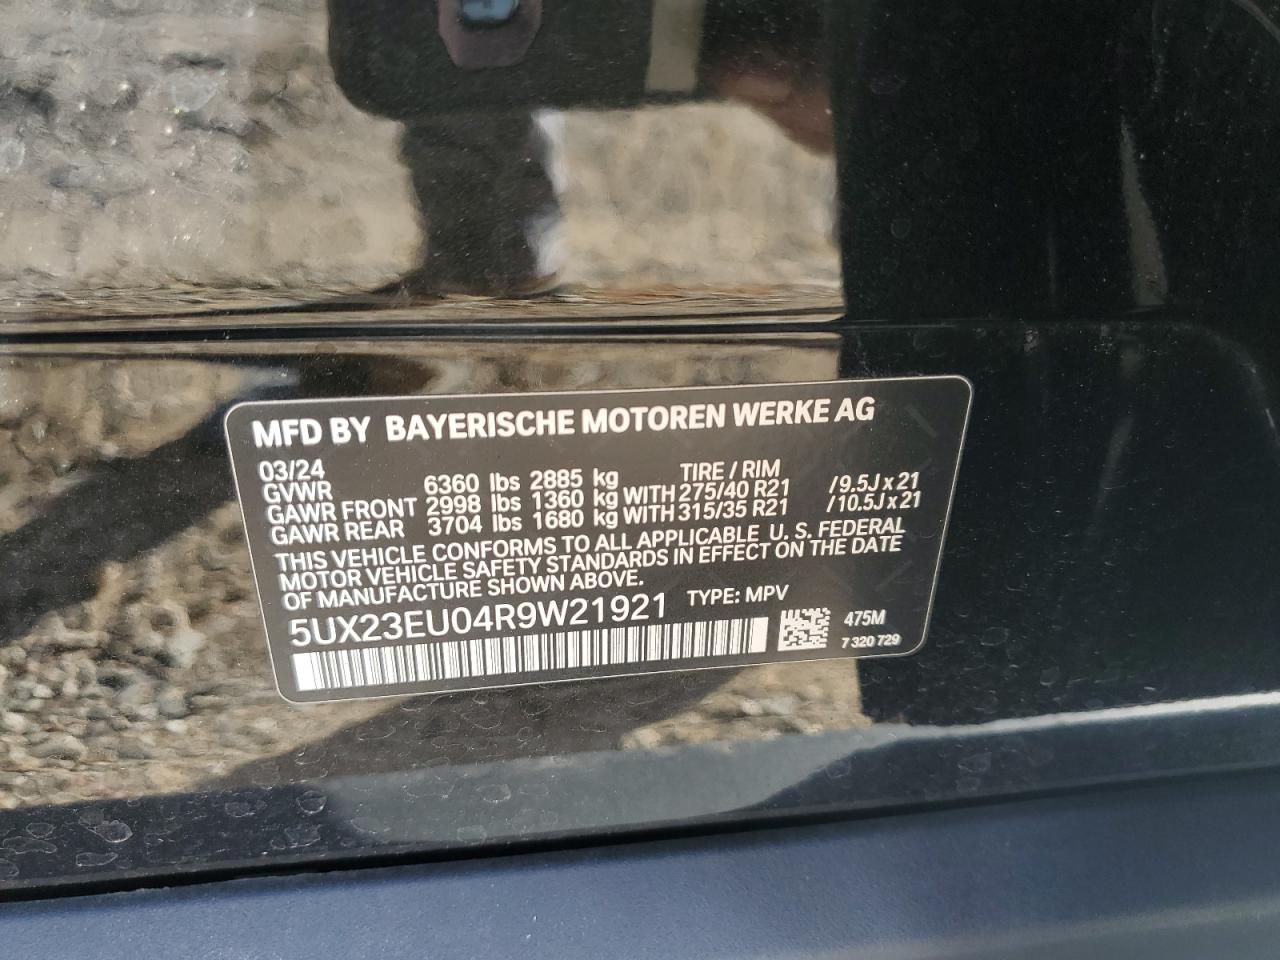 MFD BY BAYERISCHE MOTOREN WERKE AG
03/24 TIRE / RIM
GVWR 6360 lbs 2885 kg
GAWR FRONT 2998 lbs 1360 kg WITH 275/40 R21 /9.5J x 21
GAWR REAR 3704 lbs 1680 kg WITH 315/35 R21 /10.5J x 21
THIS VEHICLE CONFORMS TO ALL APPLICABLE U. S. FEDERAL
MOTOR VEHICLE SAFETY STANDARDS IN EFFECT ON THE DATE
OF MANUFACTURE SHOWN ABOVE.
5UX23EU04R9W21921 TYPE: MPV
475M
7 320 729